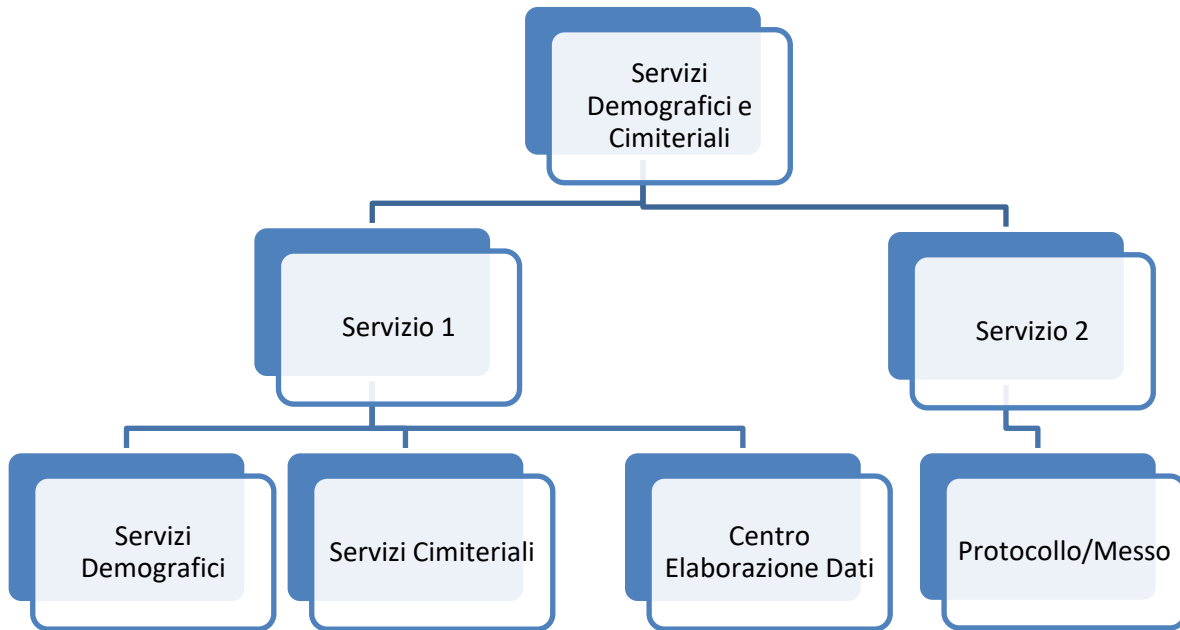 Servizi
Demografici e
Cimiteriali
Servizio 1
Servizio 2
Servizi
Demografici
Servizi Cimiteriali
Centro
Elaborazione Dati
Protocollo/Messo